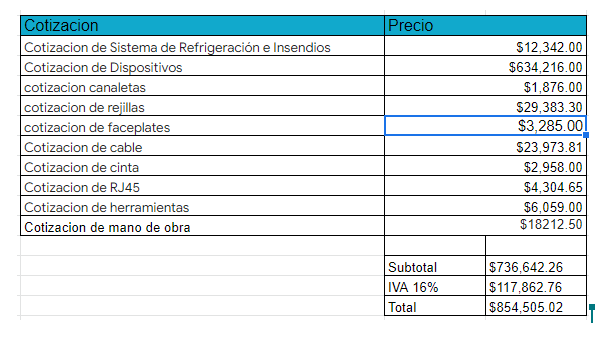 Cotizacion Precio
Cotizacion de Sistema de Refrigeración e Insendios $12,342.00
Cotizacion de Dispositivos $634,216.00
cotizacion canaletas $1,876.00
cotizacion de rejillas $29,383.30
cotizacion de faceplates $3,285.00
Cotizacion de cable $23,973.81
Cotizacion de cinta $2,958.00
Cotizacion de RJ45 $4,304.65
Cotizacion de herramientas $6,059.00
Cotizacion de mano de obra $18212.50
Subtotal $736,642.26
IVA 16% $117,862.76
Total $854,505.02